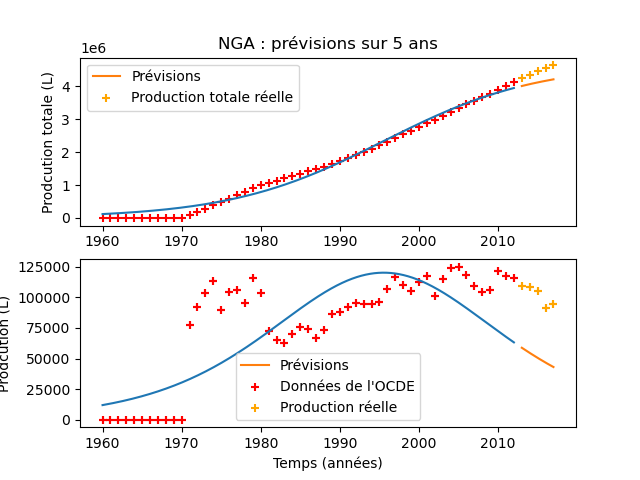 NGA : prévisions sur 5 ans
1e6
Prodcution totale (L)
4
3
2
1
0
Prévisions
Production totale réelle
1960 1970 1980 1990 2000 2010
Prodcution (L)
125000
100000
75000
50000
25000
0
Prévisions
Données de l'OCDE
Production réelle
1960 1970 1980 1990 2000 2010
Temps (années)